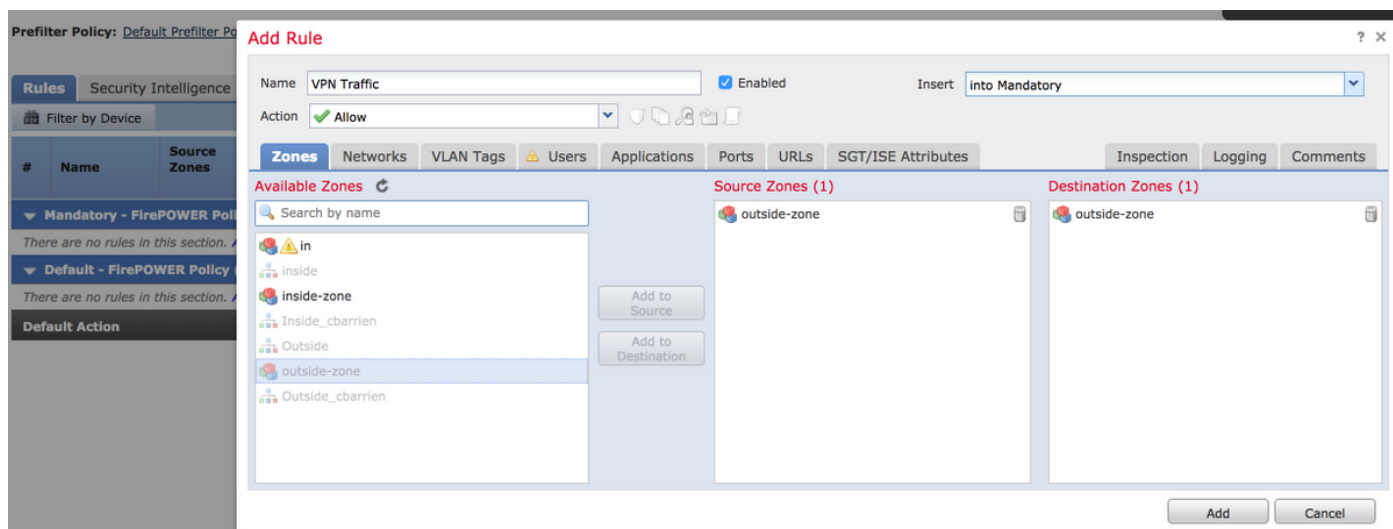 Prefilter Policy: Default Prefilter Po
Add Rule
? ×
Name VPN Traffic Enabled Insert into Mandatory
Action Allow
Rules Security Intelligence
Filter by Device
# Name Source Zones
Mandatory - FirePOWER Poli
There are no rules in this section. A
Default - FirePOWER Policy (
There are no rules in this section. A
Default Action
Zones Networks VLAN Tags Users Applications Ports URLs SGT/ISE Attributes Inspection Logging Comments
Available Zones Source Zones (1) Destination Zones (1)
Search by name
in
inside
inside-zone
Inside_cbarrien
Outside
outside-zone
Outside_cbarrien
Add to
Source
Add to
Destination
outside-zone
outside-zone
Add Cancel